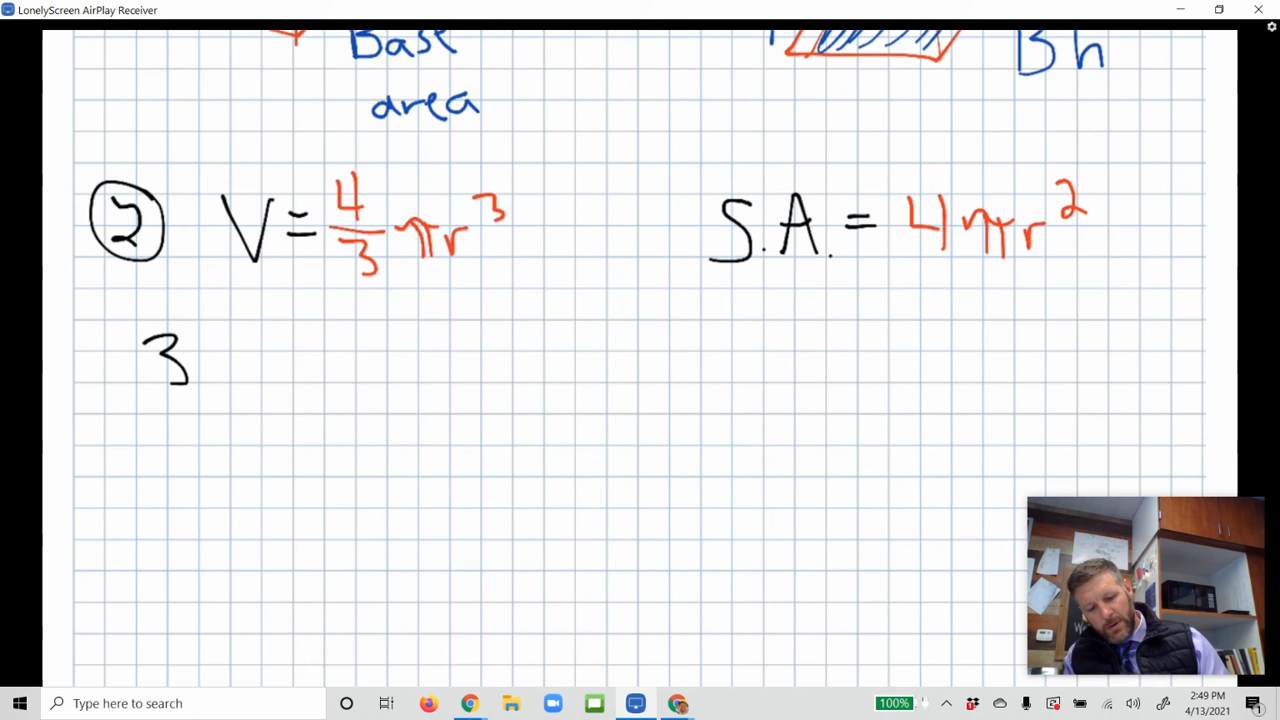 LonelyScreen AirPlay Receiver
Base
area
Bh
② V = 4/3 πr³
S.A. = 4πr²
3
Type here to search
100%
2:49 PM
4/13/2021
1